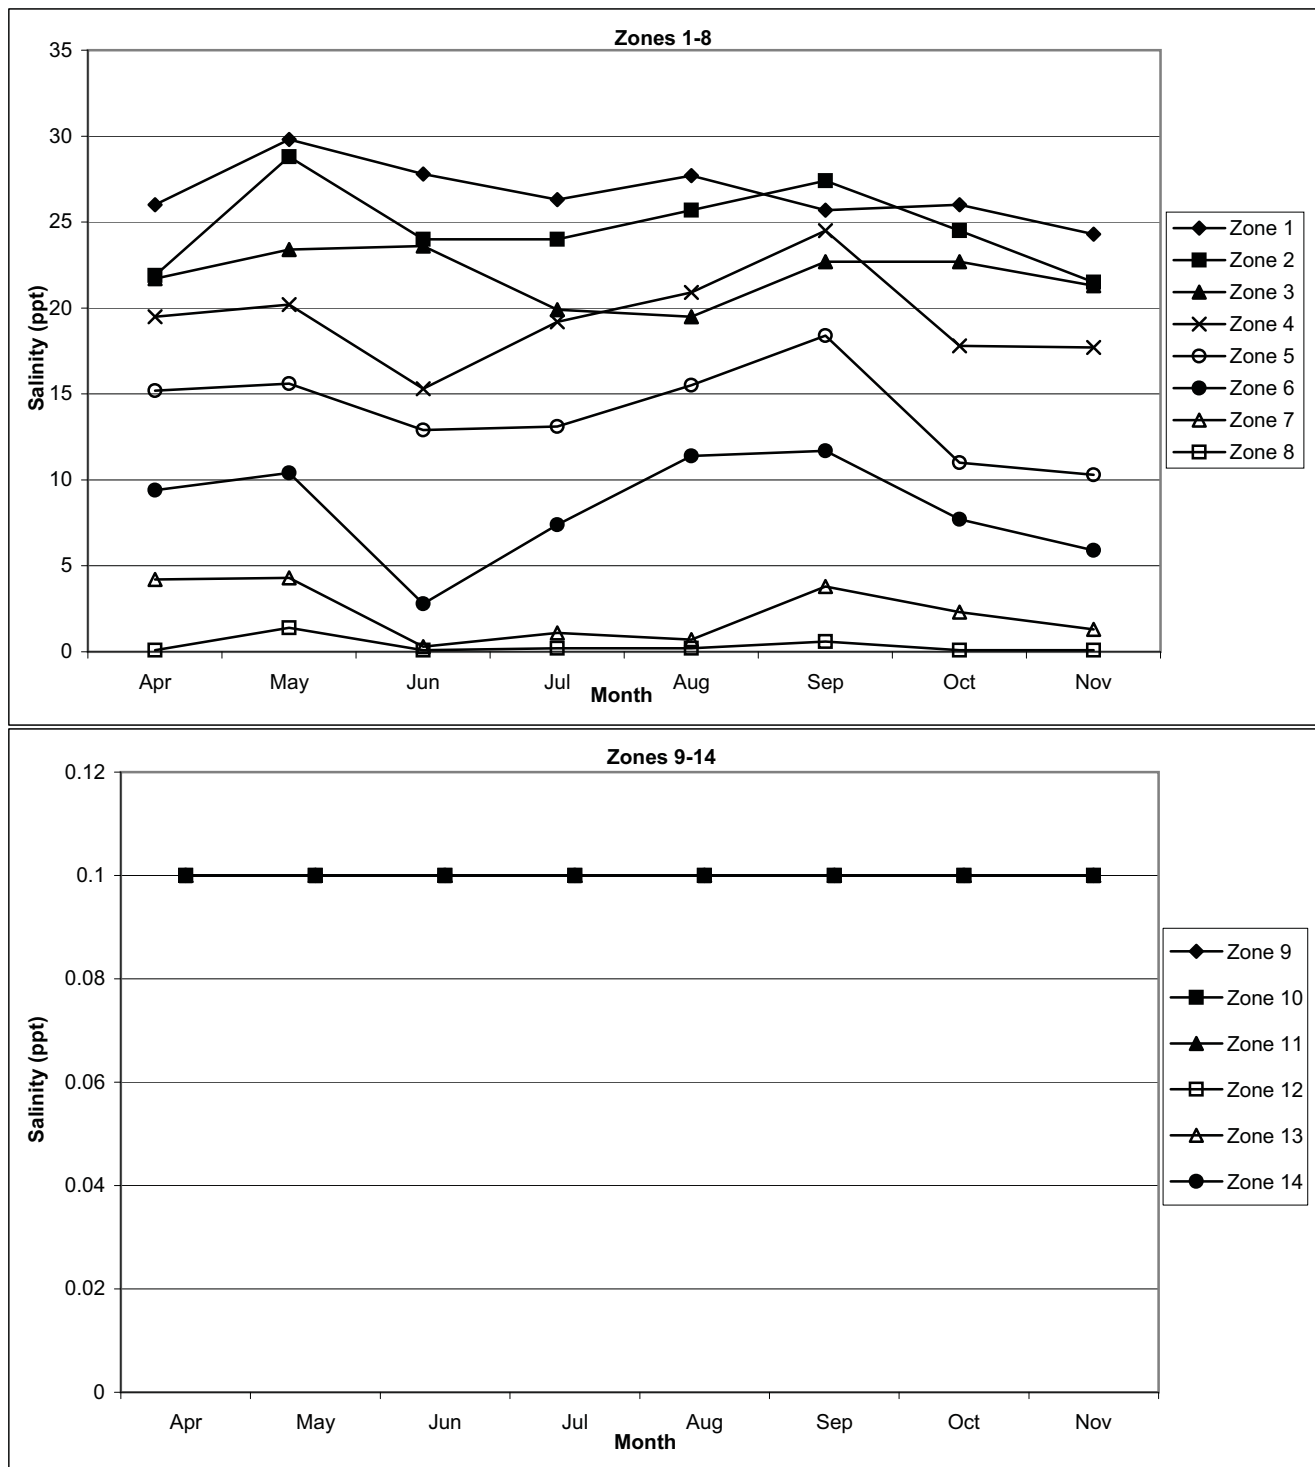 Zones 1-8
35
30
25
20
15
10
5
0
Salinity (ppt)
Apr May Jun Jul Aug Sep Oct Nov
Month
Zone 1
Zone 2
Zone 3
Zone 4
Zone 5
Zone 6
Zone 7
Zone 8
Zones 9-14
0.12
0.1
0.08
0.06
0.04
0.02
0
Salinity (ppt)
Apr May Jun Jul Aug Sep Oct Nov
Month
Zone 9
Zone 10
Zone 11
Zone 12
Zone 13
Zone 14